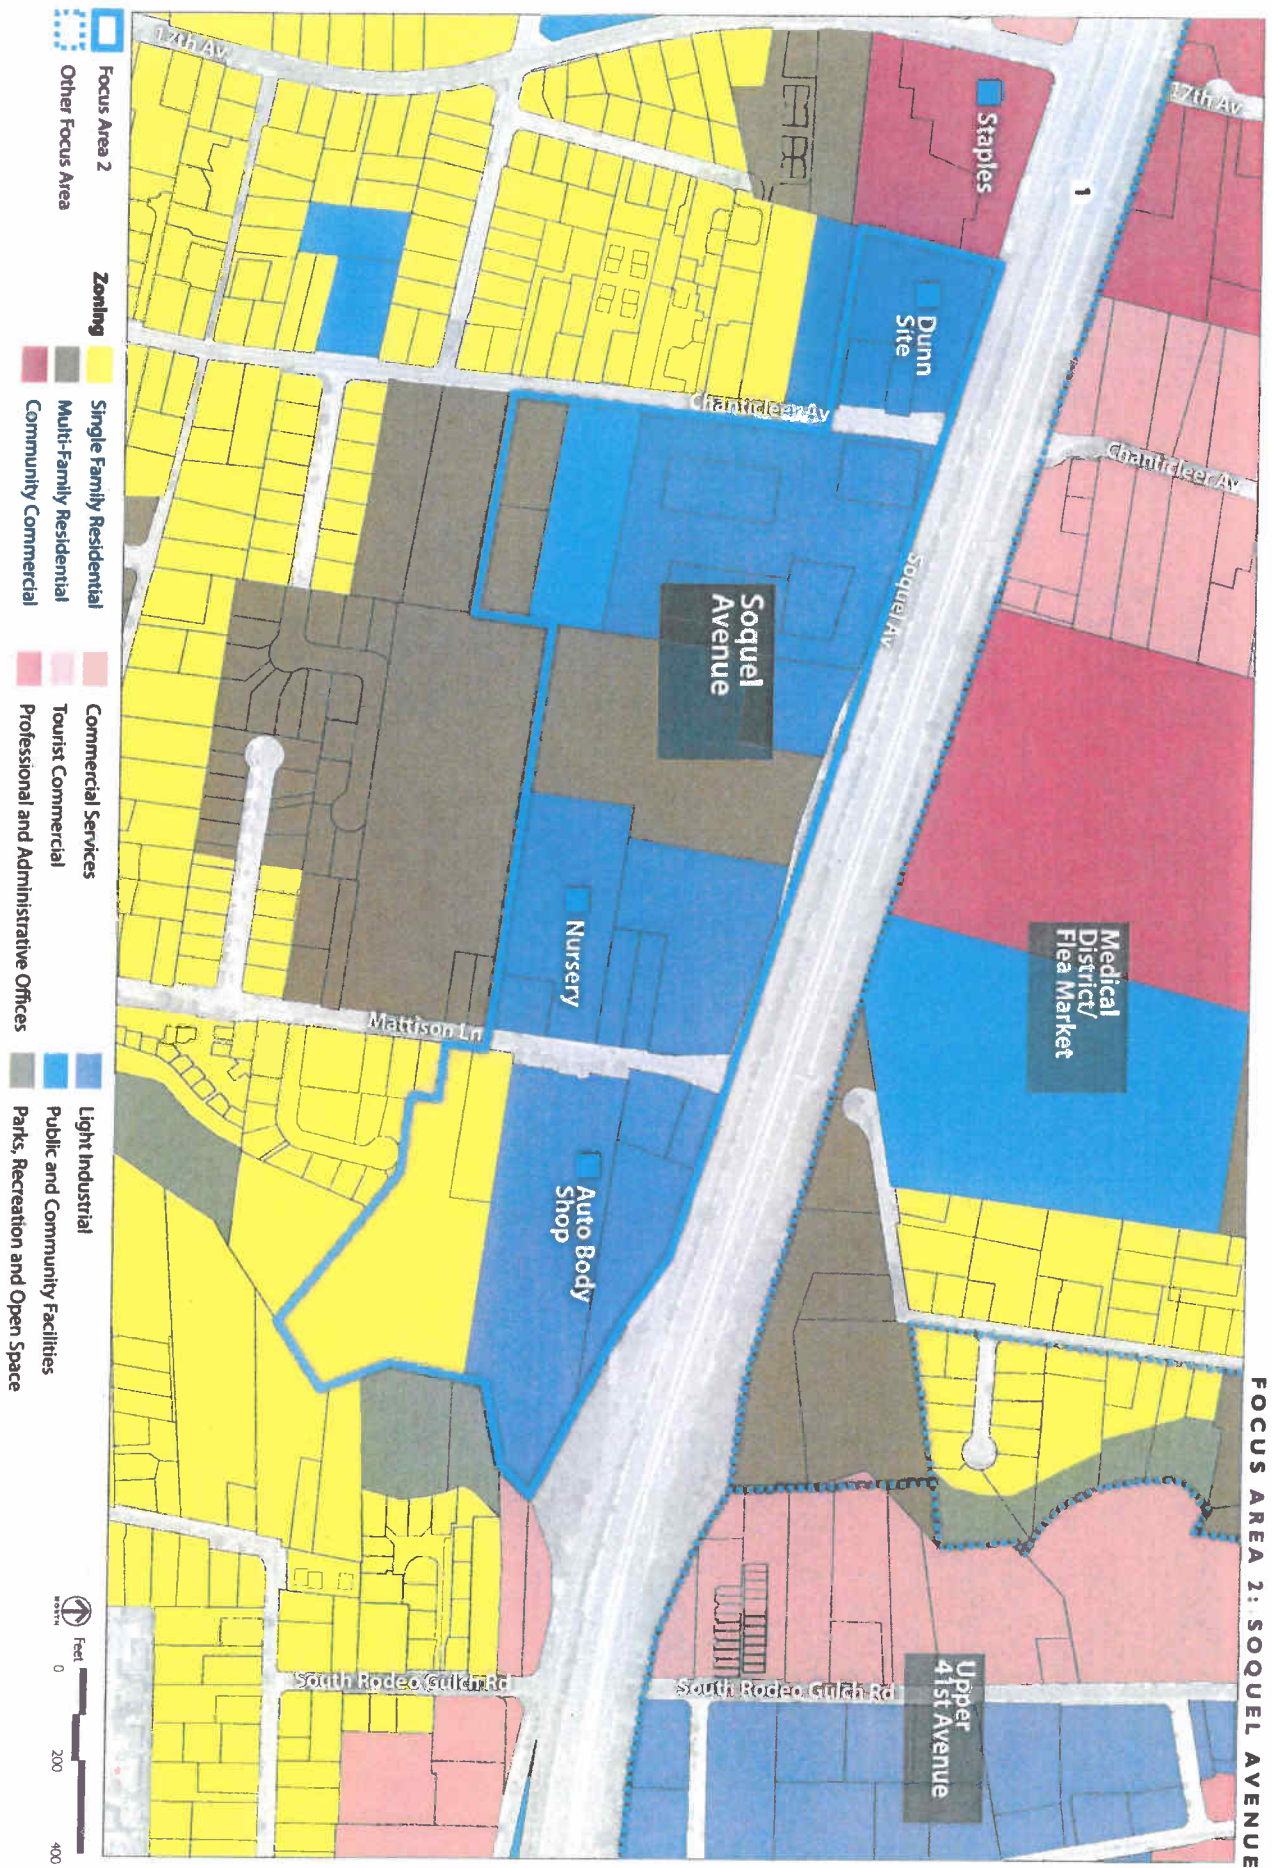 FOCUS AREA 2: SOQUEL AVENUE
17th Av
17th Av
1
Staples
Dunn
Site
Chanticleer Av
Chanticleer Av
Soquel Av
Soquel
Avenue
Medical
District/
Flea Market
Nursery
Mattison Ln
Auto Body
Shop
Upper
41st Avenue
South Rodeo Gulch Rd
South Rodeo Gulch Rd
Focus Area 2
Other Focus Area
Zoning
Single Family Residential
Multi-Family Residential
Community Commercial
Commercial Services
Tourist Commercial
Professional and Administrative Offices
Light Industrial
Public and Community Facilities
Parks, Recreation and Open Space
NORTH
Feet
0
200
400